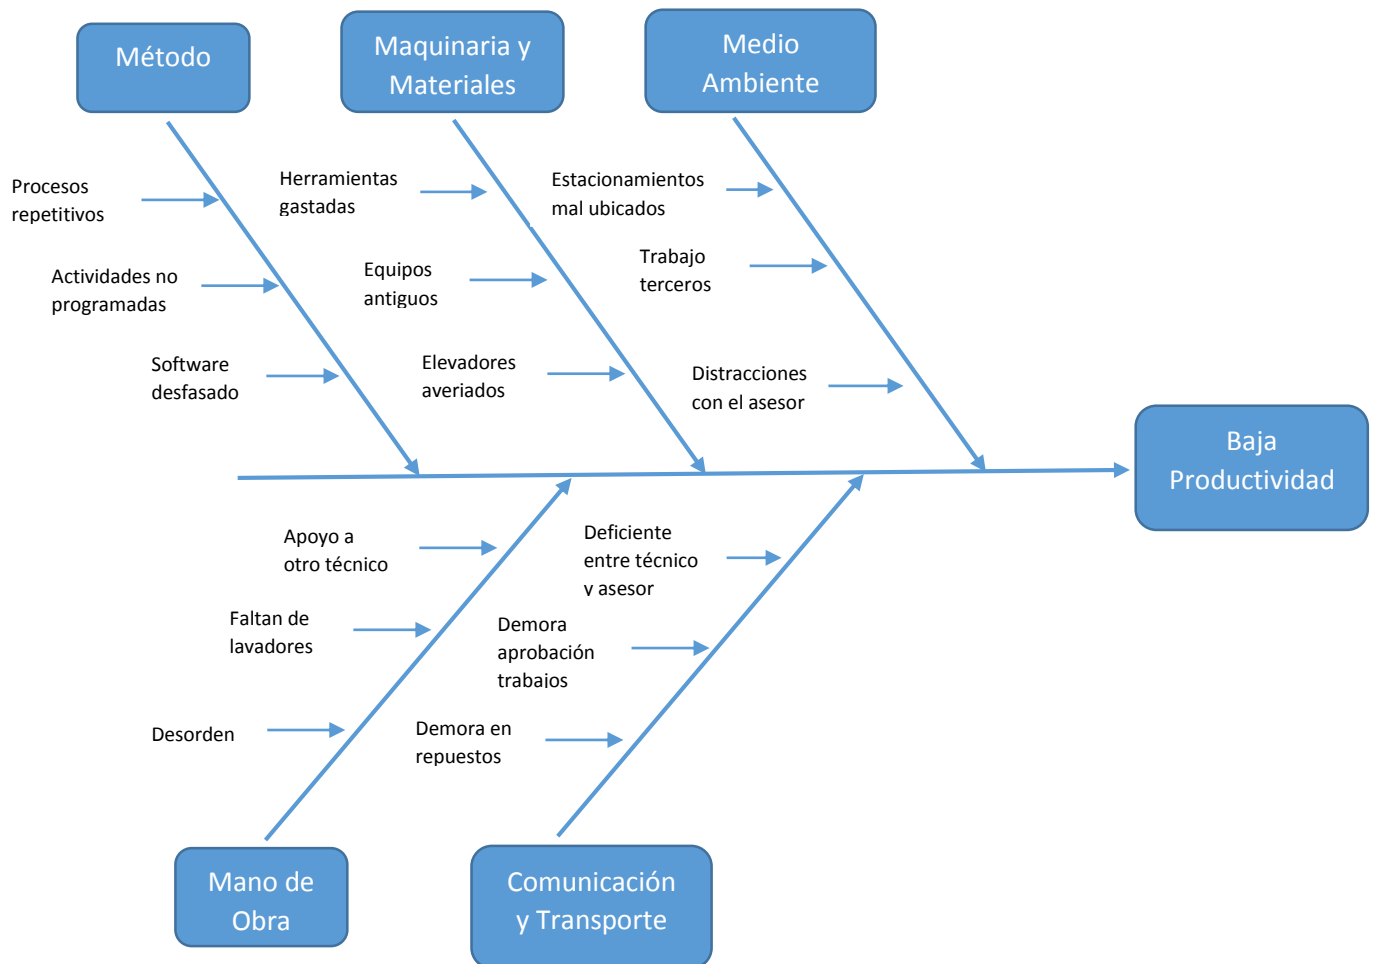 Método
Maquinaria y
Materiales
Medio
Ambiente
Procesos
repetitivos
Actividades no
programadas
Software
desfasado
Herramientas
gastadas
Equipos
antiguos
Elevadores
averiados
Estacionamientos
mal ubicados
Trabajo
terceros
Distracciones
con el asesor
Baja
Productividad
Apoyo a
otro técnico
Faltan de
lavadores
Desorden
Deficiente
entre técnico
y asesor
Demora
aprobación
trabajos
Demora en
repuestos
Mano de
Obra
Comunicación
y Transporte